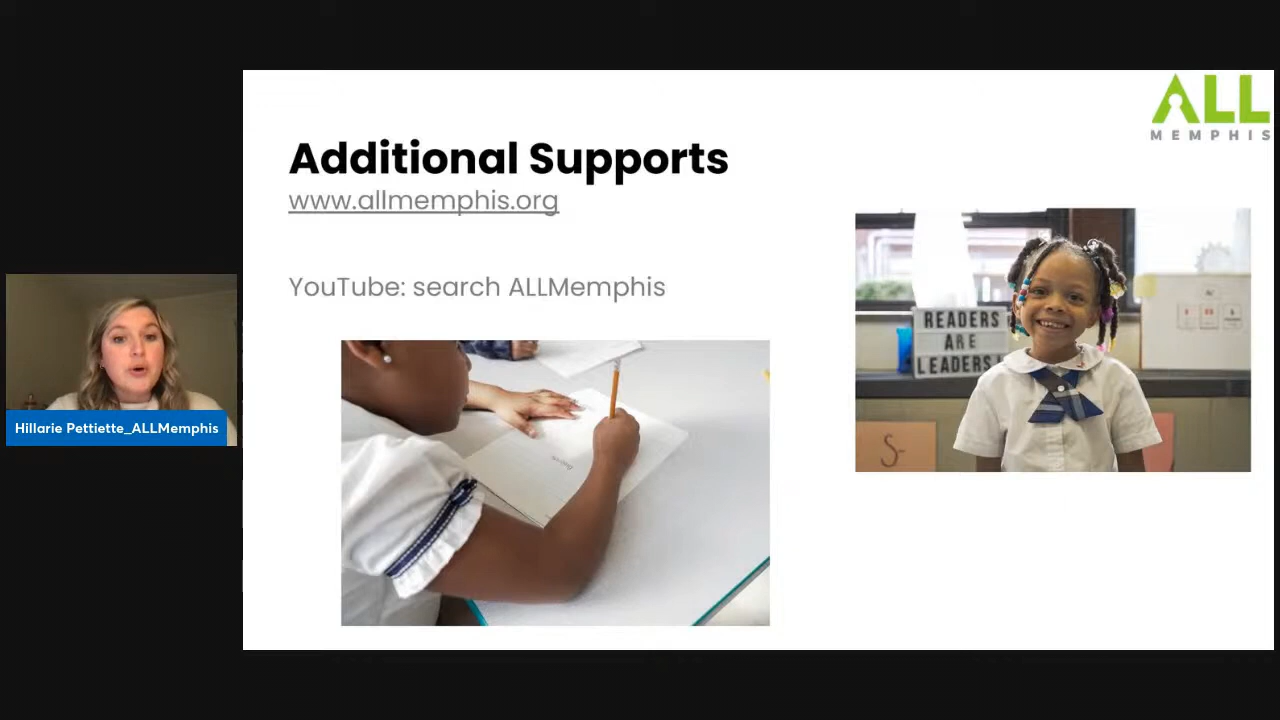 ALL
MEMPHIS
Additional Supports
www.allmemphis.org
YouTube: search ALLMemphis
READERS
ARE
LEADERS
S-
Hillarie Pettiette_ALLMemphis